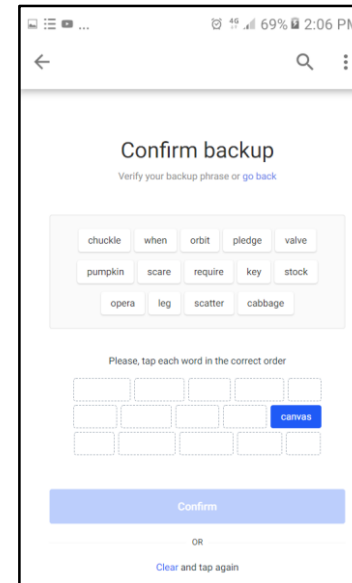 ... 4G 69% 2:06 PM
Confirm backup
Verify your backup phrase or go back
chuckle when orbit pledge valve
pumpkin scare require key stock
opera leg scatter cabbage
Please, tap each word in the correct order
canvas
Confirm
OR
Clear and tap again